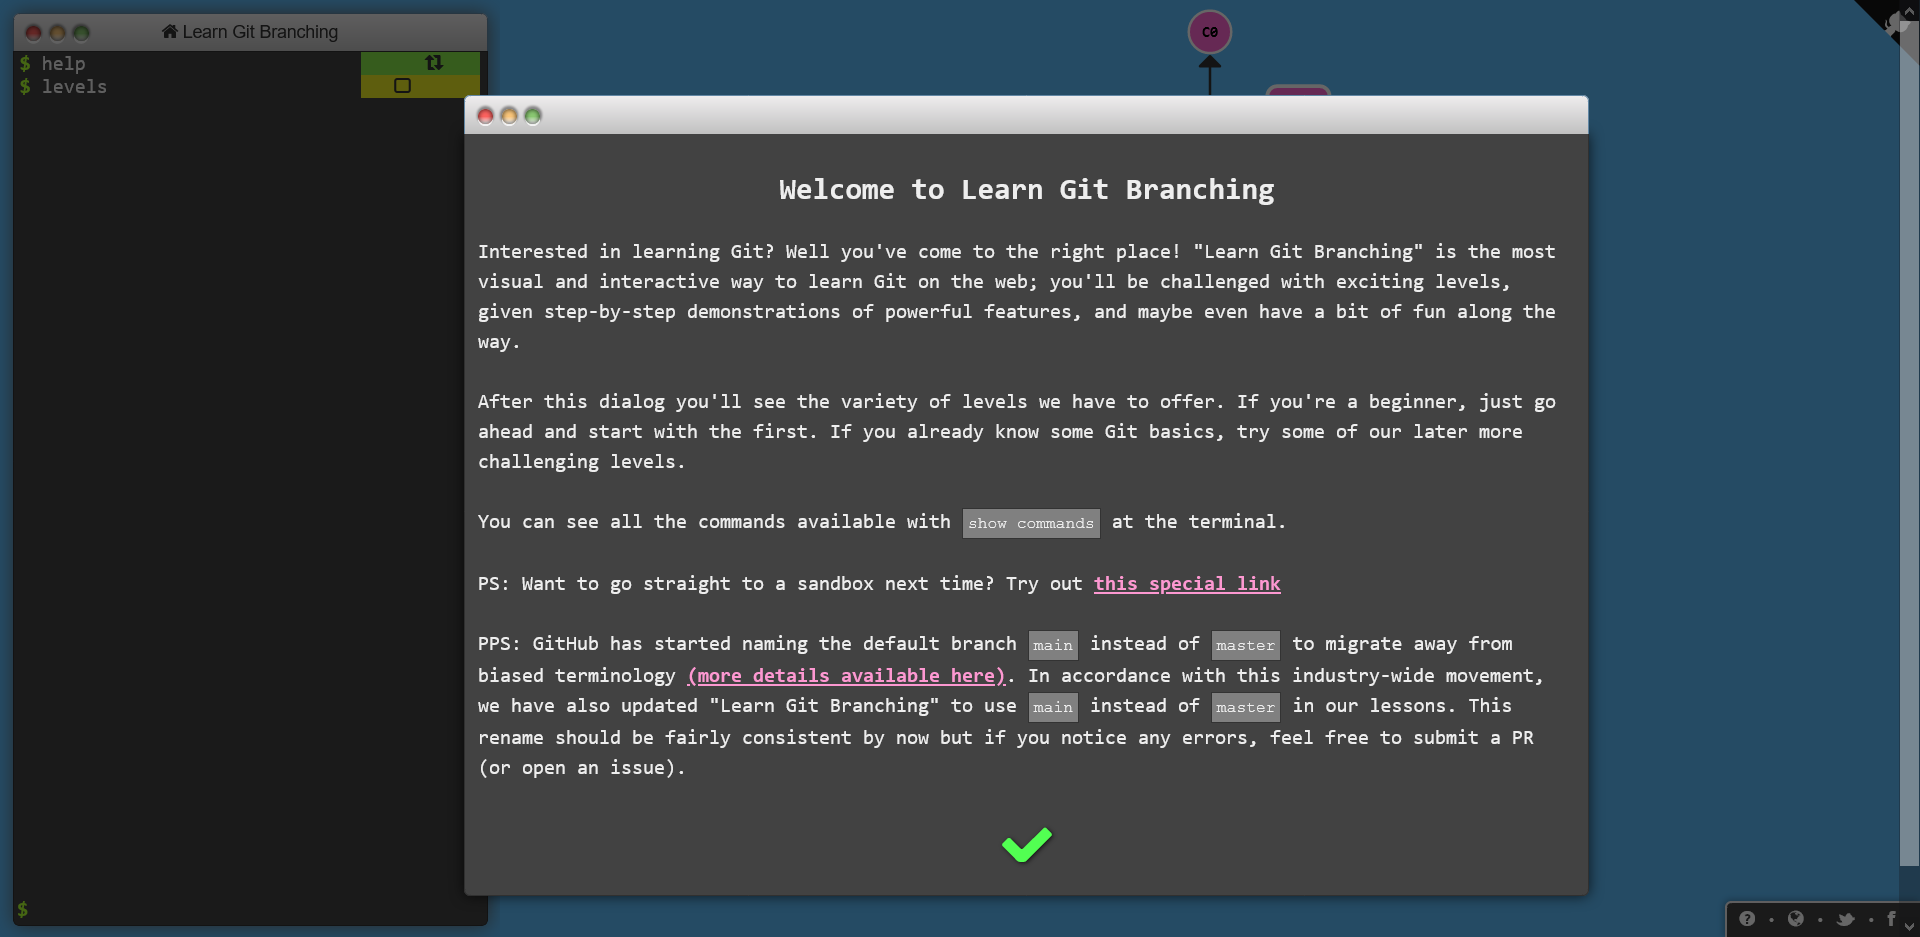 Learn Git Branching
$ help
$ levels
C0
Welcome to Learn Git Branching
Interested in learning Git? Well you've come to the right place! "Learn Git Branching" is the most
visual and interactive way to learn Git on the web; you'll be challenged with exciting levels,
given step-by-step demonstrations of powerful features, and maybe even have a bit of fun along the
way.
After this dialog you'll see the variety of levels we have to offer. If you're a beginner, just go
ahead and start with the first. If you already know some Git basics, try some of our later more
challenging levels.
You can see all the commands available with show commands at the terminal.
PS: Want to go straight to a sandbox next time? Try out this special link
PPS: GitHub has started naming the default branch main instead of master to migrate away from
biased terminology (more details available here). In accordance with this industry-wide movement,
we have also updated "Learn Git Branching" to use main instead of master in our lessons. This
rename should be fairly consistent by now but if you notice any errors, feel free to submit a PR
(or open an issue).
$